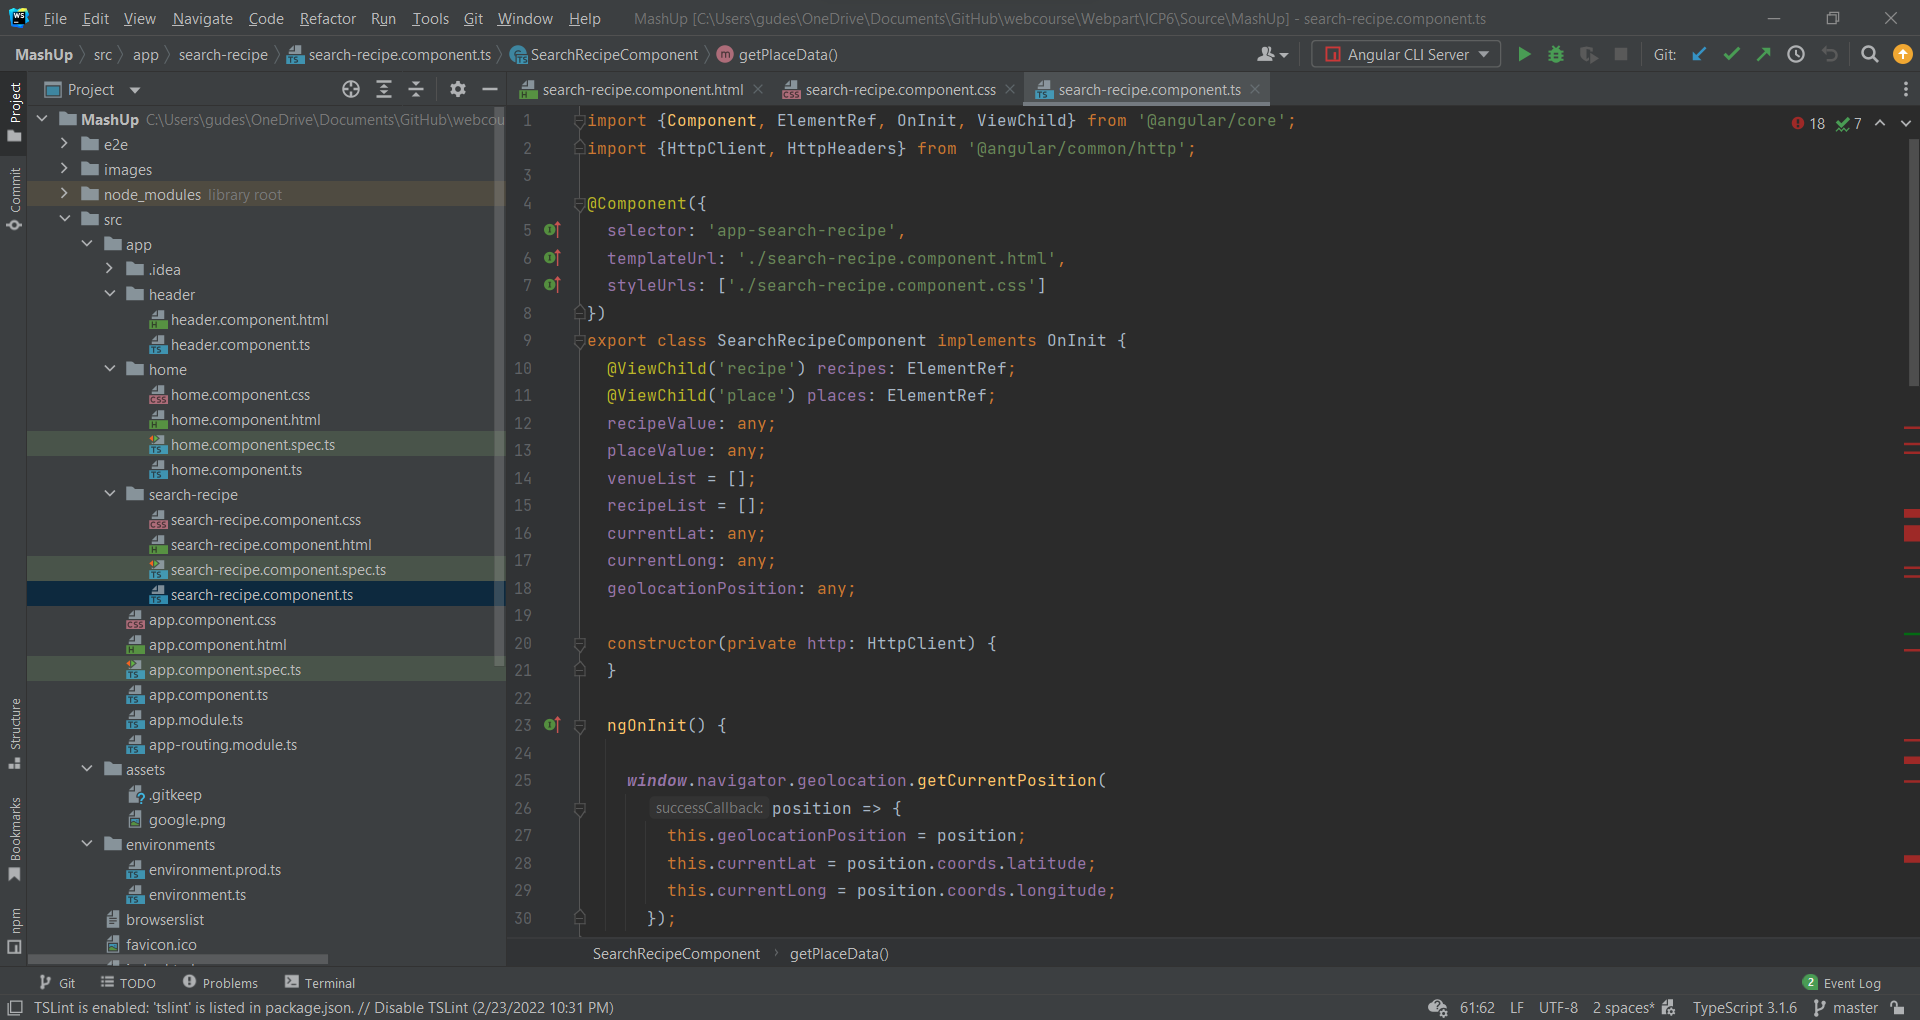 WS File Edit View Navigate Code Refactor Run Tools Git Window Help MashUp [C:\Users\gudes\OneDrive\Documents\GitHub\webcourse\Webpart\ICP6\Source\MashUp] - search-recipe.component.ts
MashUp src app search-recipe search-recipe.component.ts SearchRecipeComponent getPlaceData() Angular CLI Server Git:
Project
search-recipe.component.html search-recipe.component.css search-recipe.component.ts
Project
Commit
Structure
Bookmarks
npm
MashUp C:\Users\gudes\OneDrive\Documents\GitHub\webcou
e2e
images
node_modules library root
src
app
.idea
header
header.component.html
header.component.ts
home
home.component.css
home.component.html
home.component.spec.ts
home.component.ts
search-recipe
search-recipe.component.css
search-recipe.component.html
search-recipe.component.spec.ts
search-recipe.component.ts
app.component.css
app.component.html
app.component.spec.ts
app.component.ts
app.module.ts
app-routing.module.ts
assets
.gitkeep
google.png
environments
environment.prod.ts
environment.ts
browserslist
favicon.ico
18 7
1 import {Component, ElementRef, OnInit, ViewChild} from '@angular/core';
2 import {HttpClient, HttpHeaders} from '@angular/common/http';
3
4 @Component({
5 selector: 'app-search-recipe',
6 templateUrl: './search-recipe.component.html',
7 styleUrls: ['./search-recipe.component.css']
8 })
9 export class SearchRecipeComponent implements OnInit {
10 @ViewChild('recipe') recipes: ElementRef;
11 @ViewChild('place') places: ElementRef;
12 recipeValue: any;
13 placeValue: any;
14 venueList = [];
15 recipeList = [];
16 currentLat: any;
17 currentLong: any;
18 geolocationPosition: any;
19
20 constructor(private http: HttpClient) {
21 }
22
23 ngOnInit() {
24
25 window.navigator.geolocation.getCurrentPosition(
26 successCallback: position => {
27 this.geolocationPosition = position;
28 this.currentLat = position.coords.latitude;
29 this.currentLong = position.coords.longitude;
30 });
SearchRecipeComponent getPlaceData()
Git TODO Problems Terminal 2 Event Log
TSLint is enabled: 'tslint' is listed in package.json. // Disable TSLint (2/23/2022 10:31 PM) 61:62 LF UTF-8 2 spaces* TypeScript 3.1.6 master